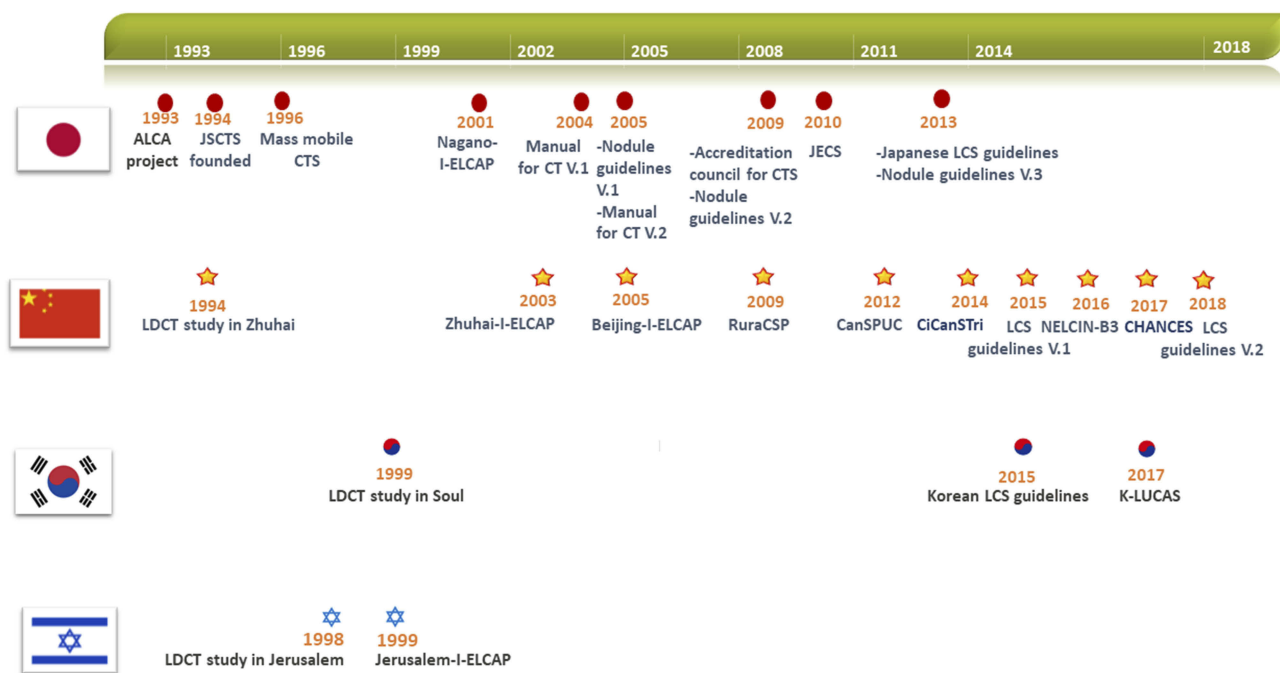 1993 1996 1999 2002 2005 2008 2011 2014 2018
1993
ALCA
project
1994
JSCTS
founded
1996
Mass mobile
CTS
2001
Nagano-
I-ELCAP
2004
Manual
for CT V.1
2005
-Nodule
guidelines
V.1
-Manual
for CT V.2
2009
-Accreditation
council for CTS
-Nodule
guidelines V.2
2010
JECS
2013
-Japanese LCS guidelines
-Nodule guidelines V.3
1994
LDCT study in Zhuhai
2003
Zhuhai-I-ELCAP
2005
Beijing-I-ELCAP
2009
RuraCSP
2012
CanSPUC
2014
CiCanSTri
2015
LCS
guidelines V.1
2016
NELCIN-B3
2017
CHANCES
2018
LCS
guidelines V.2
1999
LDCT study in Soul
2015
Korean LCS guidelines
2017
K-LUCAS
1998
LDCT study in Jerusalem
1999
Jerusalem-I-ELCAP